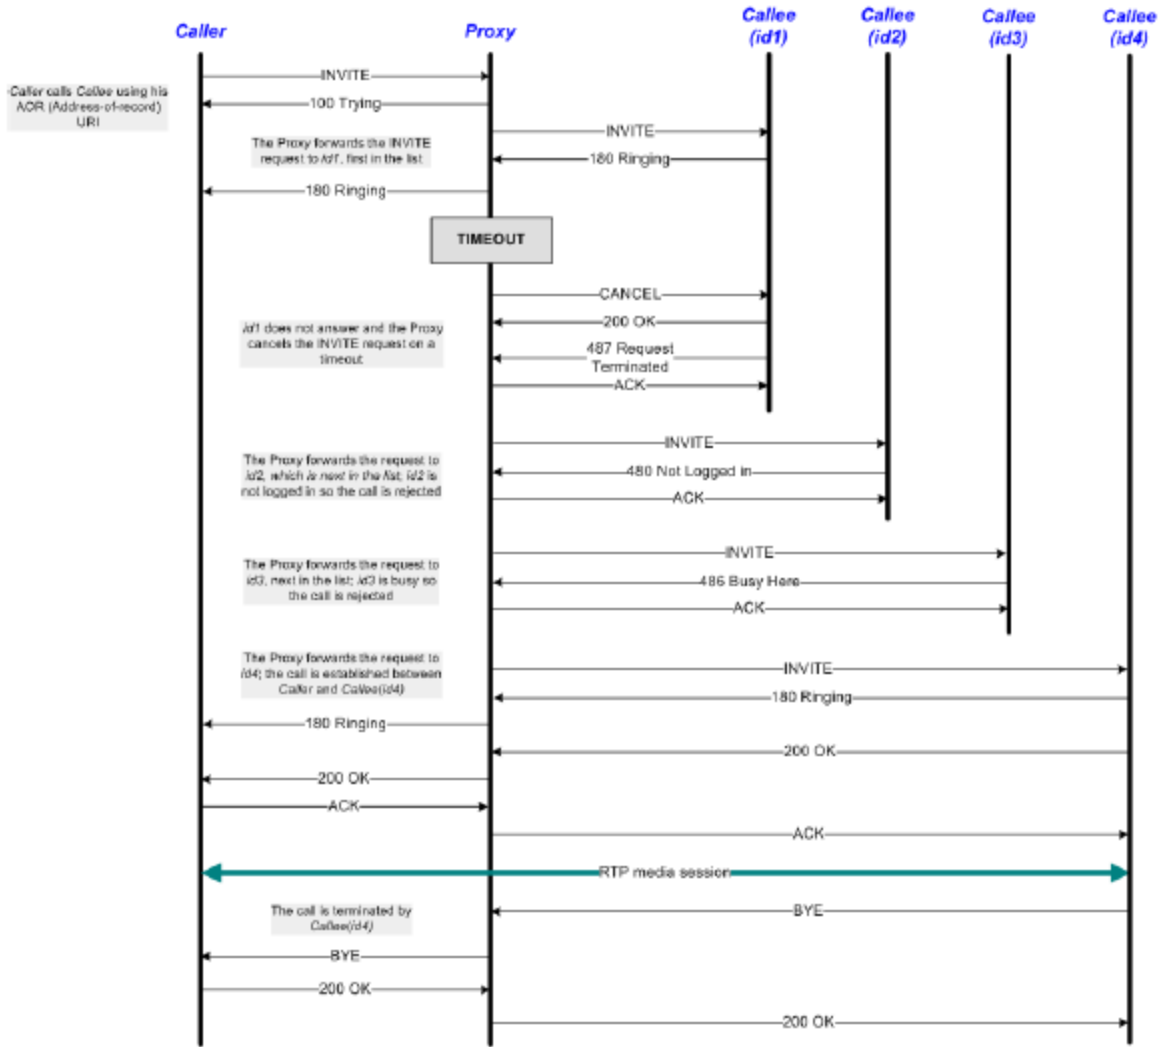 Caller
Proxy
Callee
(id1)
Callee
(id2)
Callee
(id3)
Callee
(id4)
INVITE
Caller calls Callee using his
AOR (Address-of-record)
URI
100 Trying
INVITE
The Proxy forwards the INVITE
request to id1, first in the list
180 Ringing
180 Ringing
TIMEOUT
CANCEL
200 OK
id1 does not answer and the Proxy
cancels the INVITE request on a
timeout
487 Request
Terminated
ACK
INVITE
The Proxy forwards the request to
id2, which is next in the list; id2 is
not logged in so the call is rejected
480 Not Logged in
ACK
INVITE
The Proxy forwards the request to
id3, next in the list; id3 is busy so
the call is rejected
486 Busy Here
ACK
The Proxy forwards the request to
id4; the call is established between
Caller and Callee(id4)
INVITE
180 Ringing
180 Ringing
200 OK
200 OK
ACK
ACK
RTP media session
The call is terminated by
Callee(id4)
BYE
BYE
200 OK
200 OK